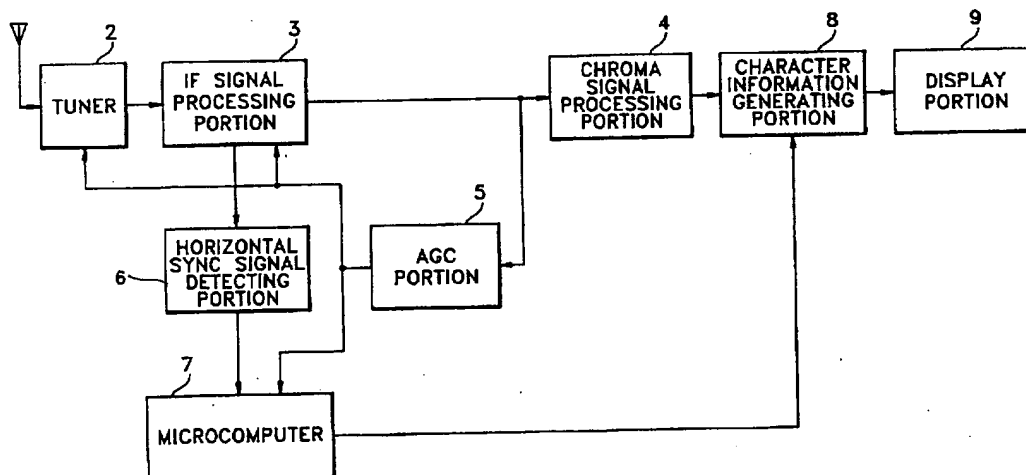 2
TUNER
3
IF SIGNAL
PROCESSING
PORTION
4
CHROMA
SIGNAL
PROCESSING
PORTION
8
CHARACTER
INFORMATION
GENERATING
PORTION
9
DISPLAY
PORTION
5
AGC
PORTION
6
HORIZONTAL
SYNC SIGNAL
DETECTING
PORTION
7
MICROCOMPUTER